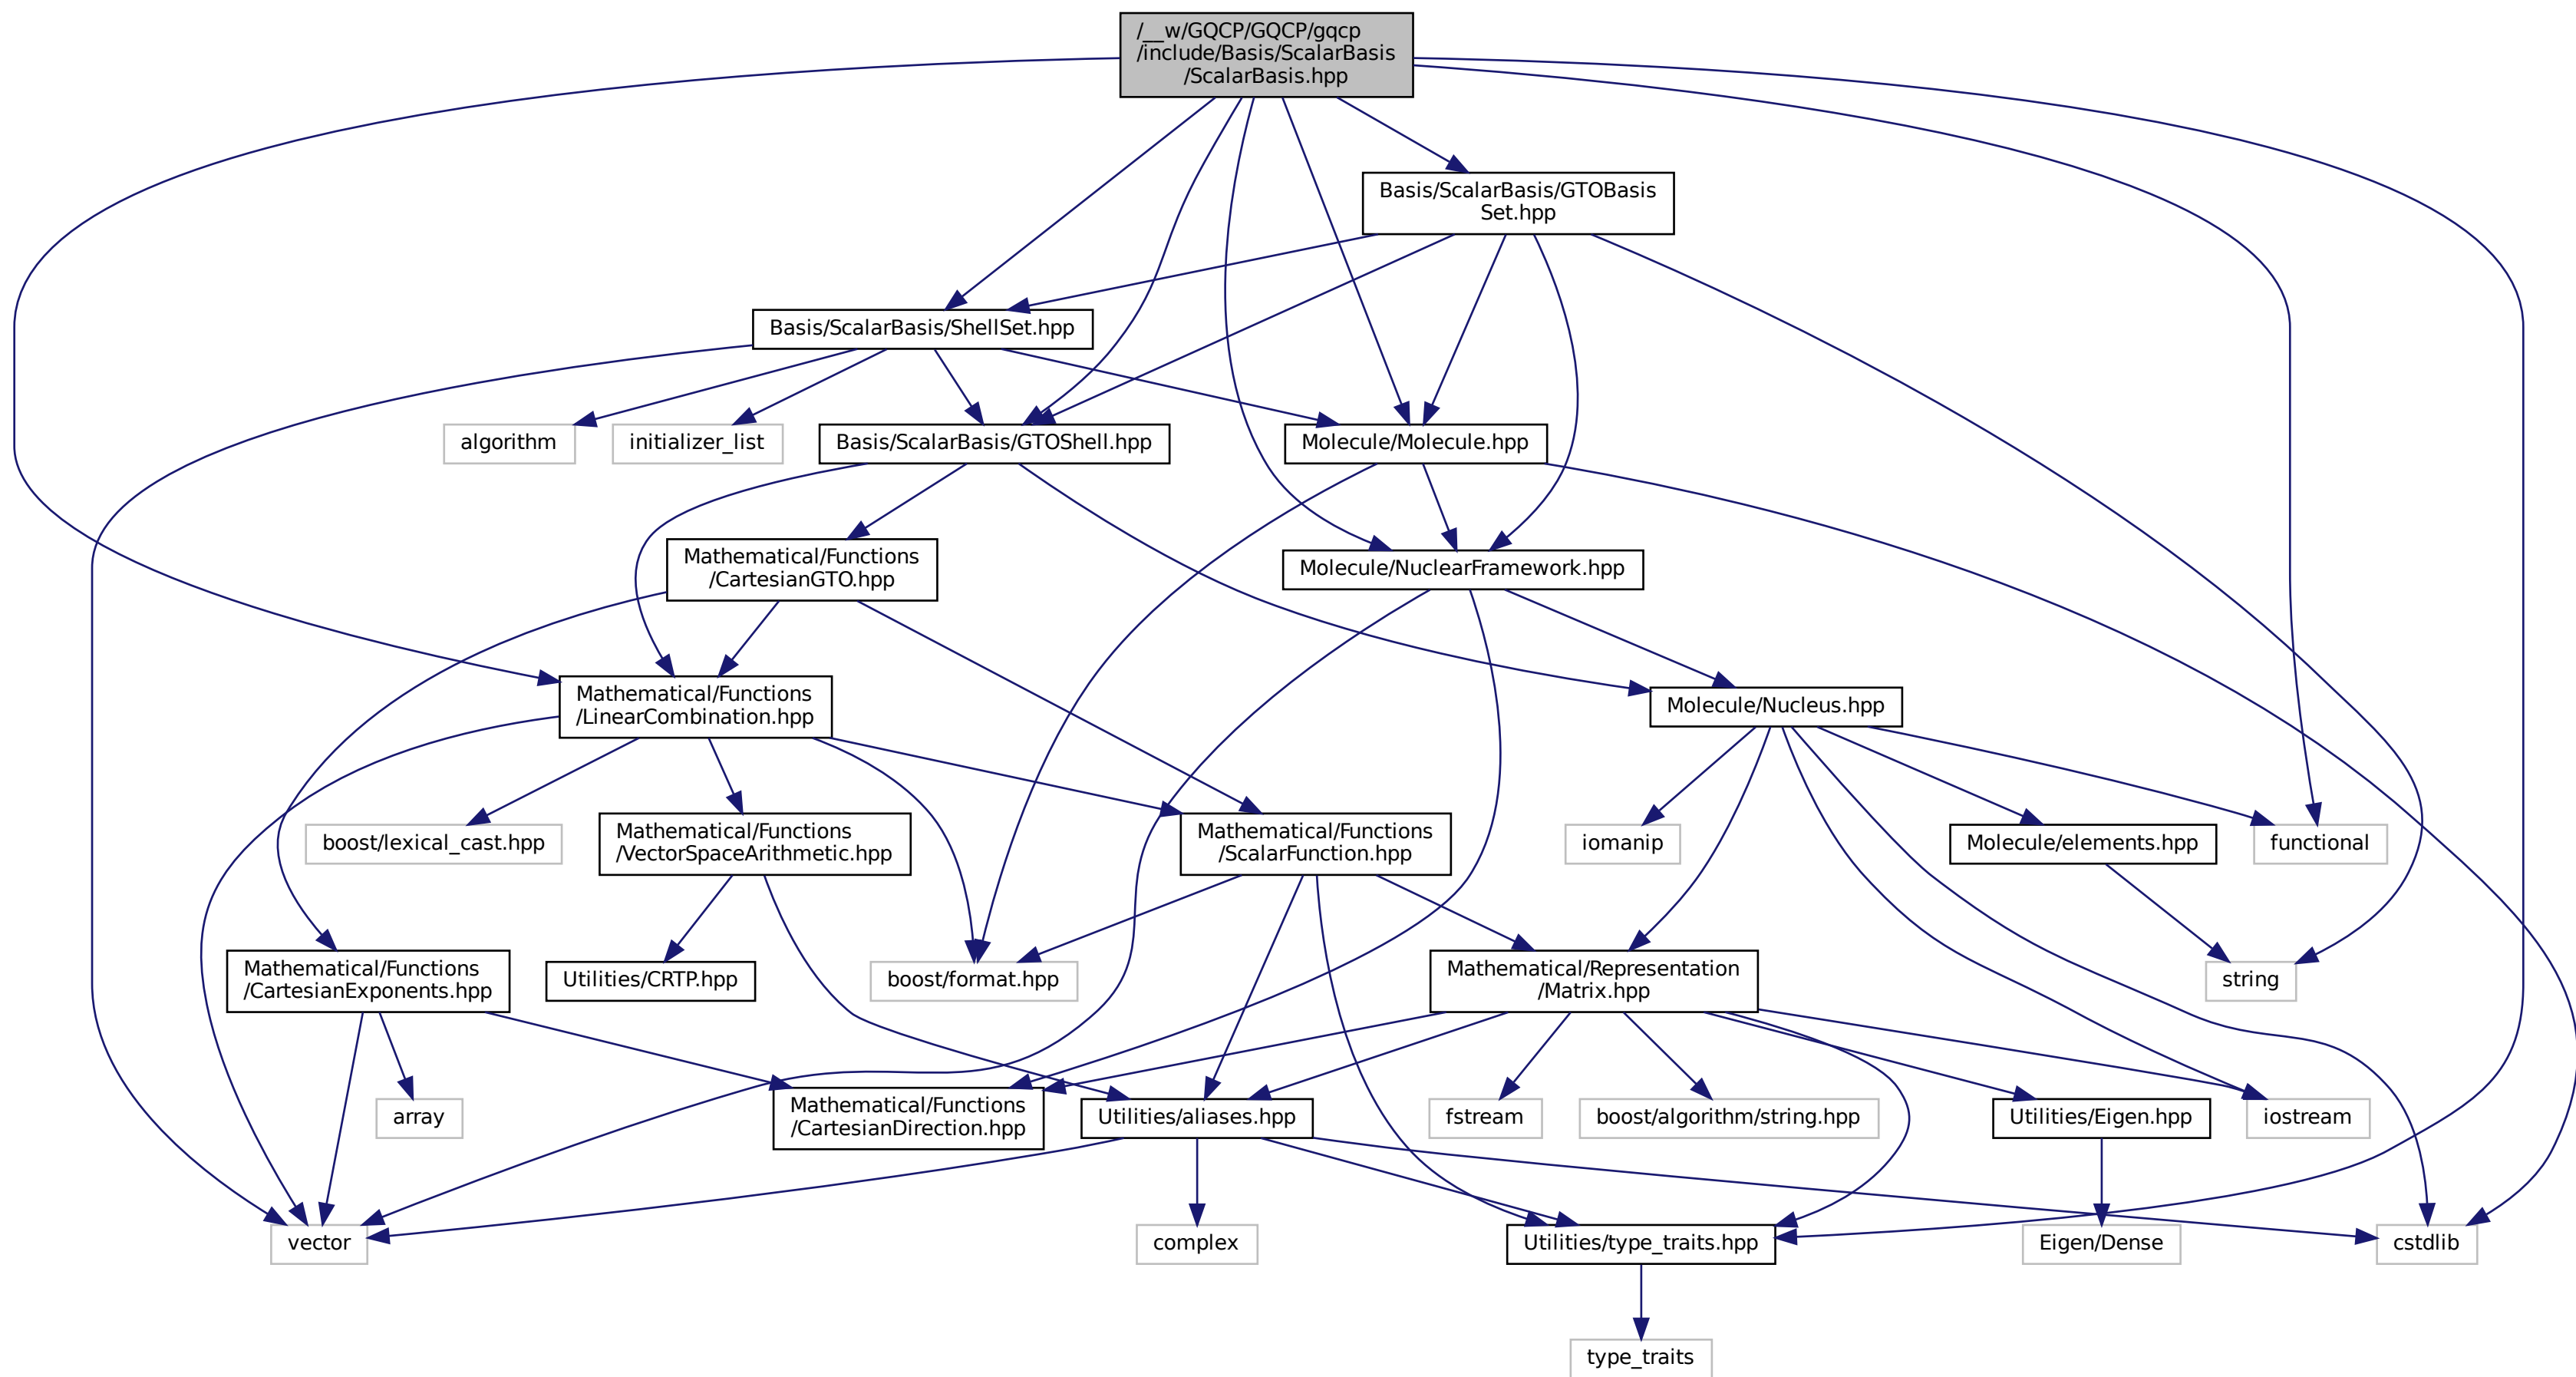 /__w/GQCP/GQCP/gqcp
/include/Basis/ScalarBasis
/ScalarBasis.hpp
Basis/ScalarBasis/GTOBasis
Set.hpp
Basis/ScalarBasis/ShellSet.hpp
algorithm
initializer_list
Basis/ScalarBasis/GTOShell.hpp
Molecule/Molecule.hpp
Mathematical/Functions
/CartesianGTO.hpp
Molecule/NuclearFramework.hpp
Mathematical/Functions
/LinearCombination.hpp
Molecule/Nucleus.hpp
boost/lexical_cast.hpp
Mathematical/Functions
/VectorSpaceArithmetic.hpp
Mathematical/Functions
/ScalarFunction.hpp
iomanip
Molecule/elements.hpp
functional
Mathematical/Functions
/CartesianExponents.hpp
Utilities/CRTP.hpp
boost/format.hpp
Mathematical/Representation
/Matrix.hpp
string
array
Mathematical/Functions
/CartesianDirection.hpp
Utilities/aliases.hpp
fstream
boost/algorithm/string.hpp
Utilities/Eigen.hpp
iostream
vector
complex
Utilities/type_traits.hpp
Eigen/Dense
cstdlib
type_traits